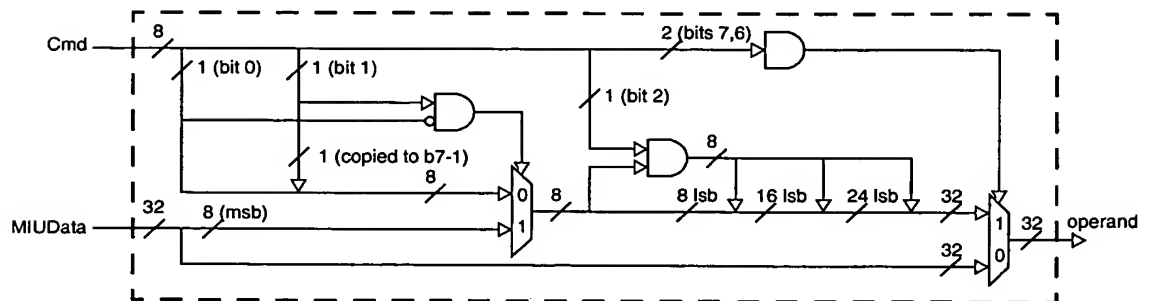 Cmd
8
2 (bits 7,6)
1 (bit 0)
1 (bit 1)
1 (bit 2)
1 (copied to b7-1)
8
8
0
1
8
8 lsb
16 lsb
24 lsb
32
1
0
32
operand
MIUData
32
8 (msb)
32